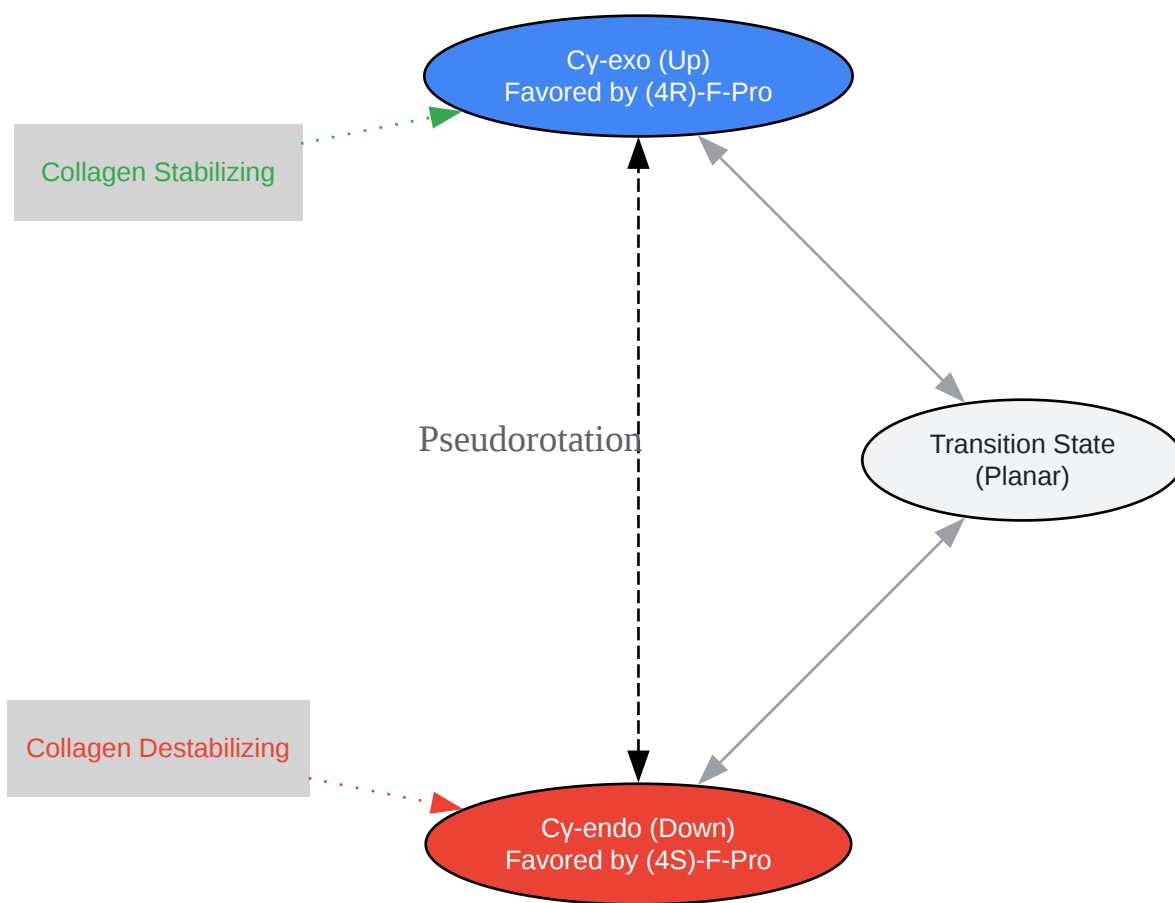 Cγ-exo (Up)
Favored by (4R)-F-Pro
Collagen Stabilizing
Pseudorotation
Transition State
(Planar)
Collagen Destabilizing
Cγ-endo (Down)
Favored by (4S)-F-Pro